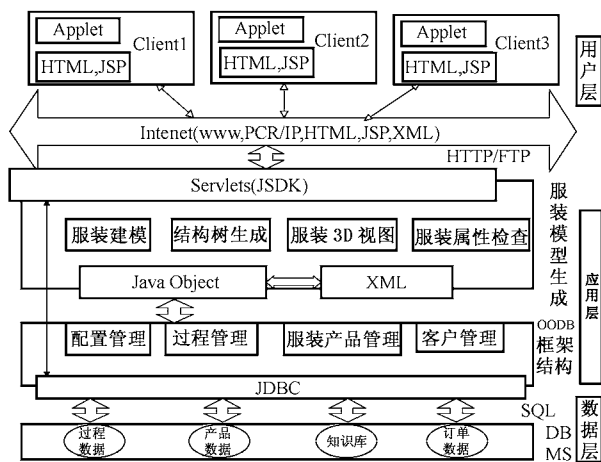 Applet
Client1
HTML,JSP
Applet
Client2
HTML,JSP
Applet
Client3
HTML,JSP
用户层
Intenet(www,PCR/IP,HTML,JSP,XML)
HTTP/FTP
Servlets(JSDK)
服装建模
结构树生成
服装3D视图
服装属性检查
服装模型生成
Java Object
XML
应用层
配置管理
过程管理
服装产品管理
客户管理
OODB
框架
结构
JDBC
SQL
过程
数据
产品
数据
知识库
订单
数据
DB
MS
数据层